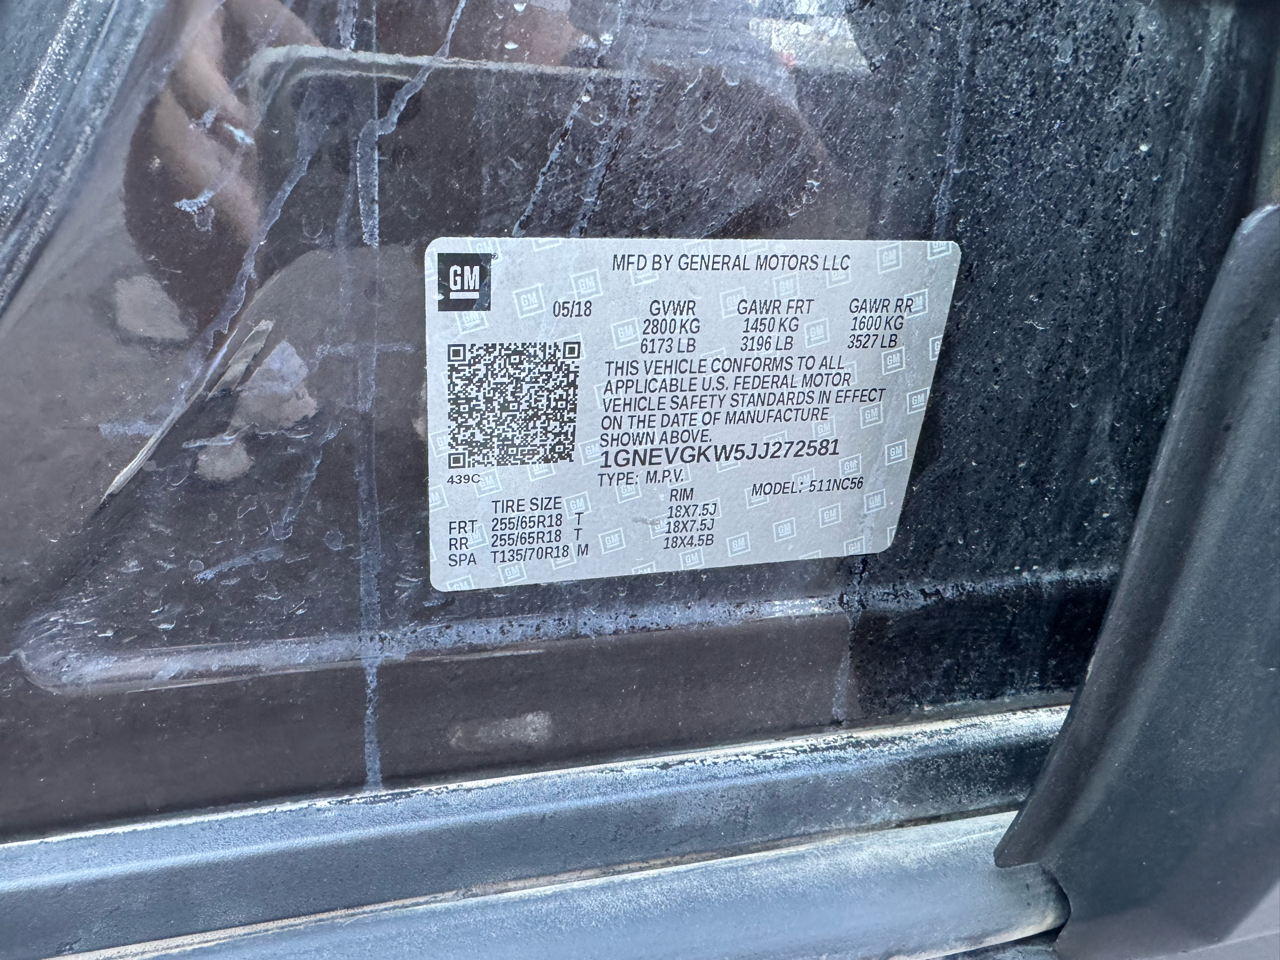 GM
MFD BY GENERAL MOTORS LLC
05/18 GVWR GAWR FRT GAWR RR
2800 KG 1450 KG 1600 KG
6173 LB 3196 LB 3527 LB
THIS VEHICLE CONFORMS TO ALL
APPLICABLE U.S. FEDERAL MOTOR
VEHICLE SAFETY STANDARDS IN EFFECT
ON THE DATE OF MANUFACTURE
SHOWN ABOVE.
1GNEVGKW5JJ272581
439C
TYPE: M.P.V. MODEL: 511NC56
TIRE SIZE RIM
FRT 255/65R18 T 18X7.5J
RR 255/65R18 T 18X7.5J
SPA T135/70R18 M 18X4.5B